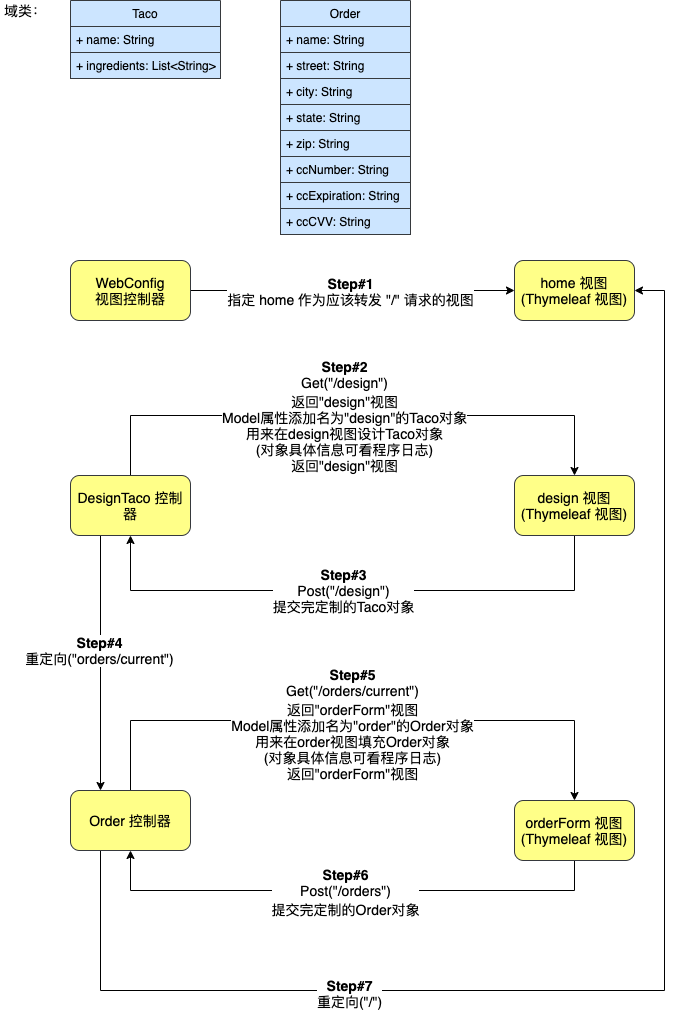 域类：
Taco
+ name: String
+ ingredients: List<String>
Order
+ name: String
+ street: String
+ city: String
+ state: String
+ zip: String
+ ccNumber: String
+ ccExpiration: String
+ ccCVV: String
WebConfig
视图控制器
Step#1
指定 home 作为应该转发 "/" 请求的视图
home 视图
(Thymeleaf 视图)
Step#2
Get("/design")
返回"design"视图
Model属性添加名为"design"的Taco对象
用来在design视图设计Taco对象
(对象具体信息可看程序日志)
返回"design"视图
DesignTaco 控制
器
design 视图
(Thymeleaf 视图)
Step#3
Post("/design")
提交完定制的Taco对象
Step#4
重定向("orders/current")
Step#5
Get("/orders/current")
返回"orderForm"视图
Model属性添加名为"order"的Order对象
用来在order视图填充Order对象
(对象具体信息可看程序日志)
返回"orderForm"视图
Order 控制器
orderForm 视图
(Thymeleaf 视图)
Step#6
Post("/orders")
提交完定制的Order对象
Step#7
重定向("/")